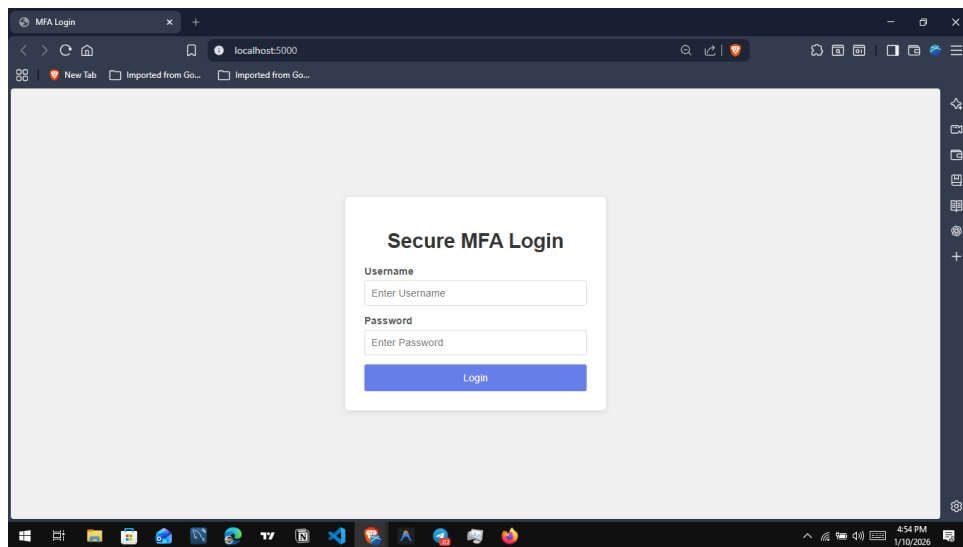 MFA Login
localhost:5000
New Tab
Imported from Go...
Imported from Go...
Secure MFA Login
Username
Enter Username
Password
Enter Password
Login
4:54 PM
1/10/2026